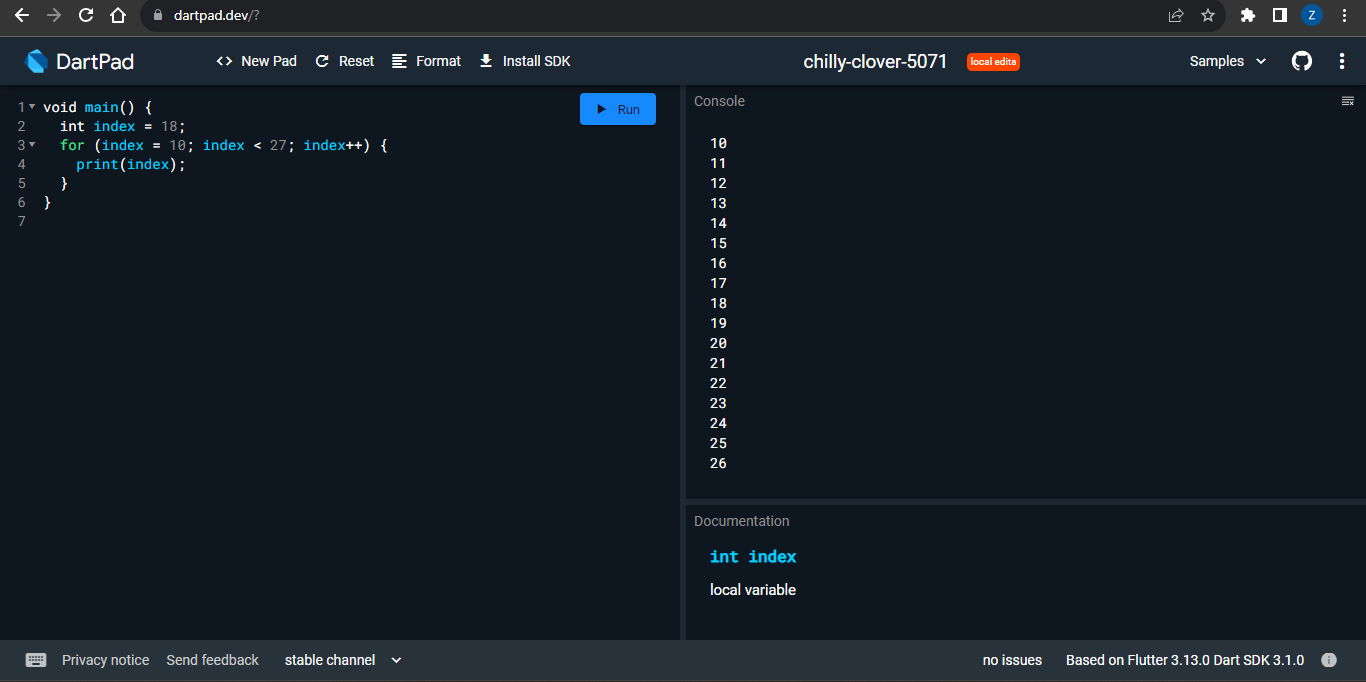 dartpad.dev/?
Z
DartPad
<> New Pad Reset Format Install SDK
chilly-clover-5071 local edits
Samples
1 void main() {
2   int index = 18;
3   for (index = 10; index < 27; index++) {
4     print(index);
5   }
6 }
7
Run
Console
10
11
12
13
14
15
16
17
18
19
20
21
22
23
24
25
26
Documentation
int index
local variable
Privacy notice Send feedback stable channel
no issues Based on Flutter 3.13.0 Dart SDK 3.1.0